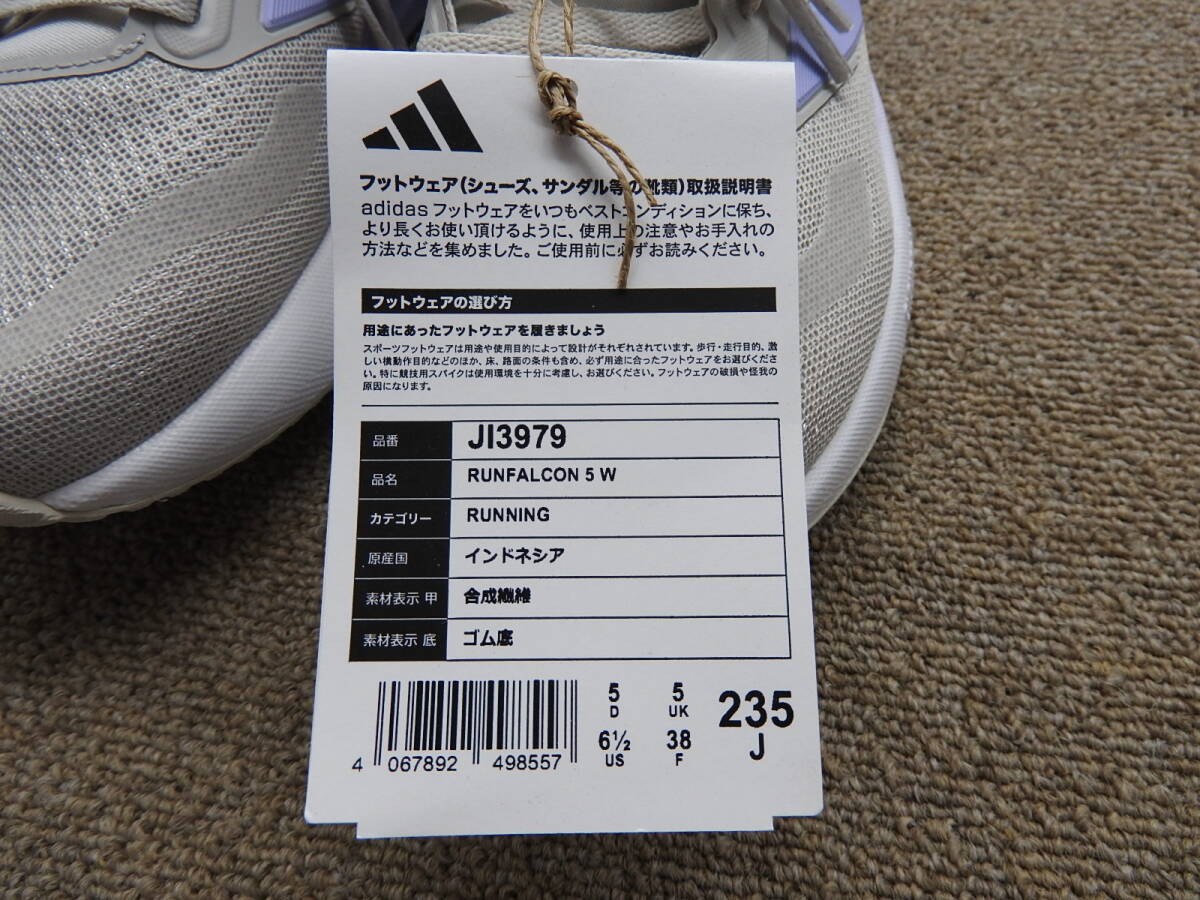 フットウェア(シューズ、サンダル等の靴類)取扱説明書
adidas フットウェアをいつもベストコンディションに保ち、
より長くお使い頂けるように、使用上の注意やお手入れの
方法などを集めました。ご使用前に必ずお読みください。
フットウェアの選び方
用途にあったフットウェアを履きましょう
スポーツフットウェアは用途や使用目的によって設計がそれぞれされています。歩行・走行目的、激
しい横動作目的などのほか、床、路面の条件も含め、必ず用途に合ったフットウェアをお選びくださ
い。特に競技用スパイクは使用環境を十分に考慮し、お選びください。フットウェアの破損や怪我の
原因になります。
品番 JI3979
品名 RUNFALCON 5 W
カテゴリー RUNNING
原産国 インドネシア
素材表示 甲 合成繊維
素材表示 底 ゴム底
5 5 235
D UK J
6½ 38
US F
4 067892 498557